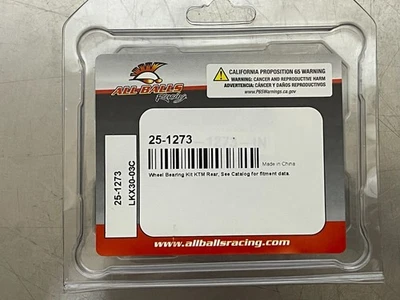 ALL BALLS
Racing
CALIFORNIA PROPOSITION 65 WARNING
WARNING: CANCER AND REPRODUCTIVE HARM
ADVERTENCIA: CÁNCER Y DAÑOS REPRODUCTIVOS
www.P65Warnings.ca.gov
25-1273
Made in China
Wheel Bearing Kit KTM Rear, See Catalog for fitment data.
25-1273
LKX30-03C
www.allballsracing.com